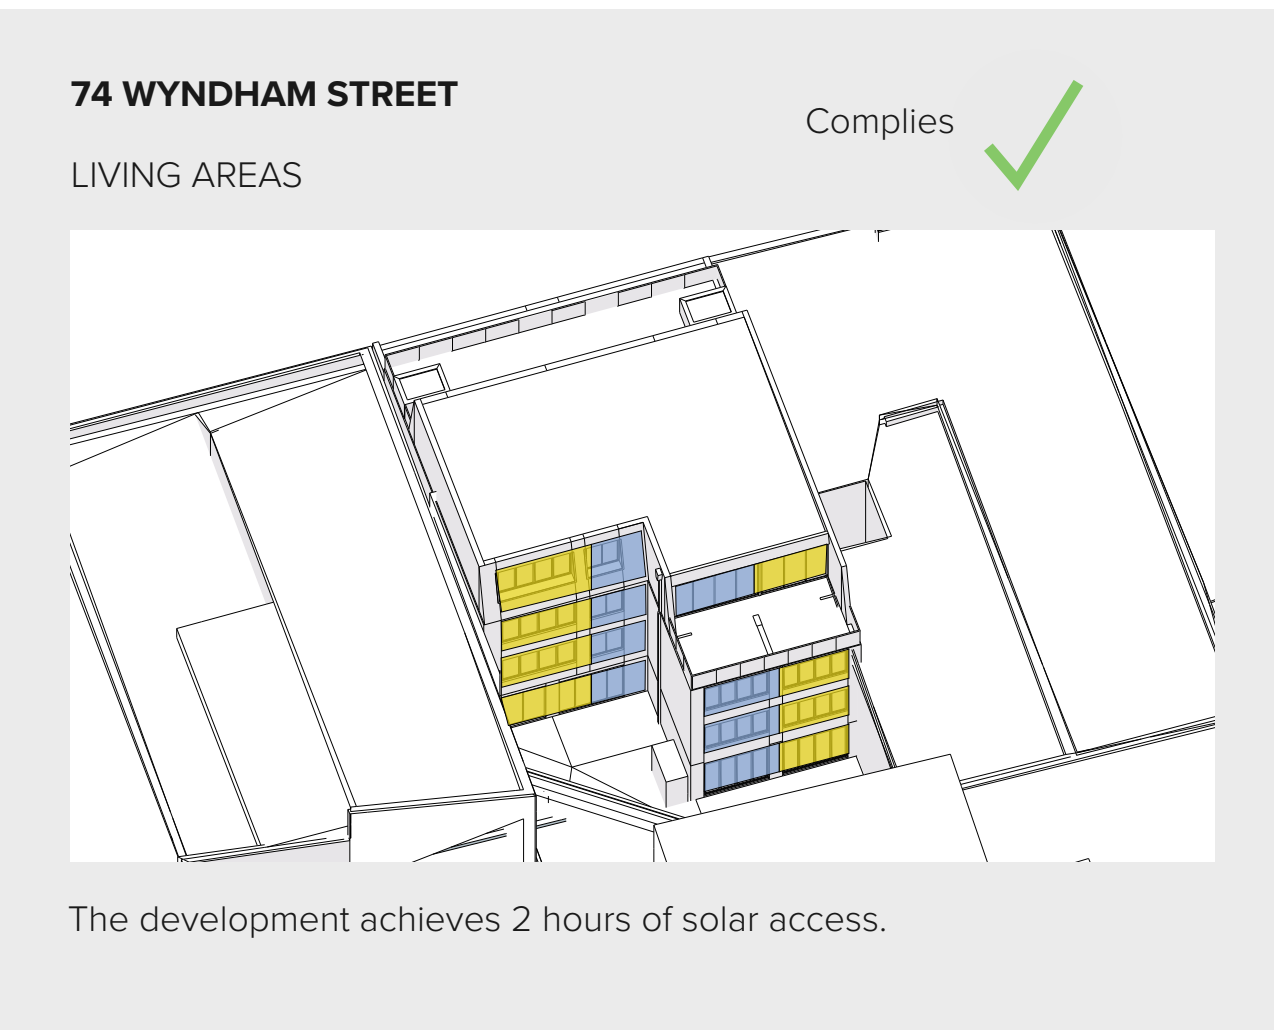 74 WYNDHAM STREET
Complies
LIVING AREAS
The development achieves 2 hours of solar access.